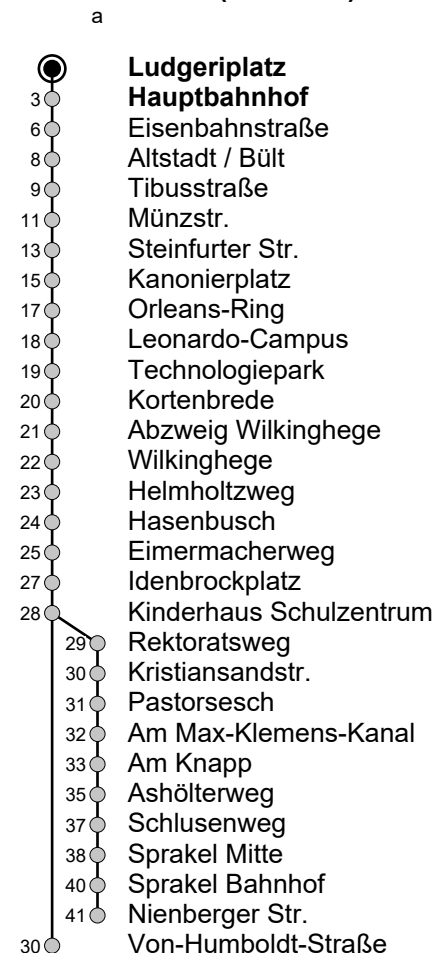 a
Ludgeriplatz
3 Hauptbahnhof
6 Eisenbahnstraße
8 Altstadt / Bült
9 Tibusstraße
11 Münzstr.
13 Steinfurter Str.
15 Kanonierplatz
17 Orleans-Ring
18 Leonardo-Campus
19 Technologiepark
20 Kortenbrede
21 Abzweig Wilkinghege
22 Wilkinghege
23 Helmholtzweg
24 Hasenbusch
25 Eimermacherweg
27 Idenbrockplatz
28 Kinderhaus Schulzentrum
29 Rektoratsweg
30 Kristiansandstr.
31 Pastorsesch
32 Am Max-Klemens-Kanal
33 Am Knapp
35 Ashölterweg
37 Schlusenweg
38 Sprakel Mitte
40 Sprakel Bahnhof
41 Nienberger Str.
30 Von-Humboldt-Straße